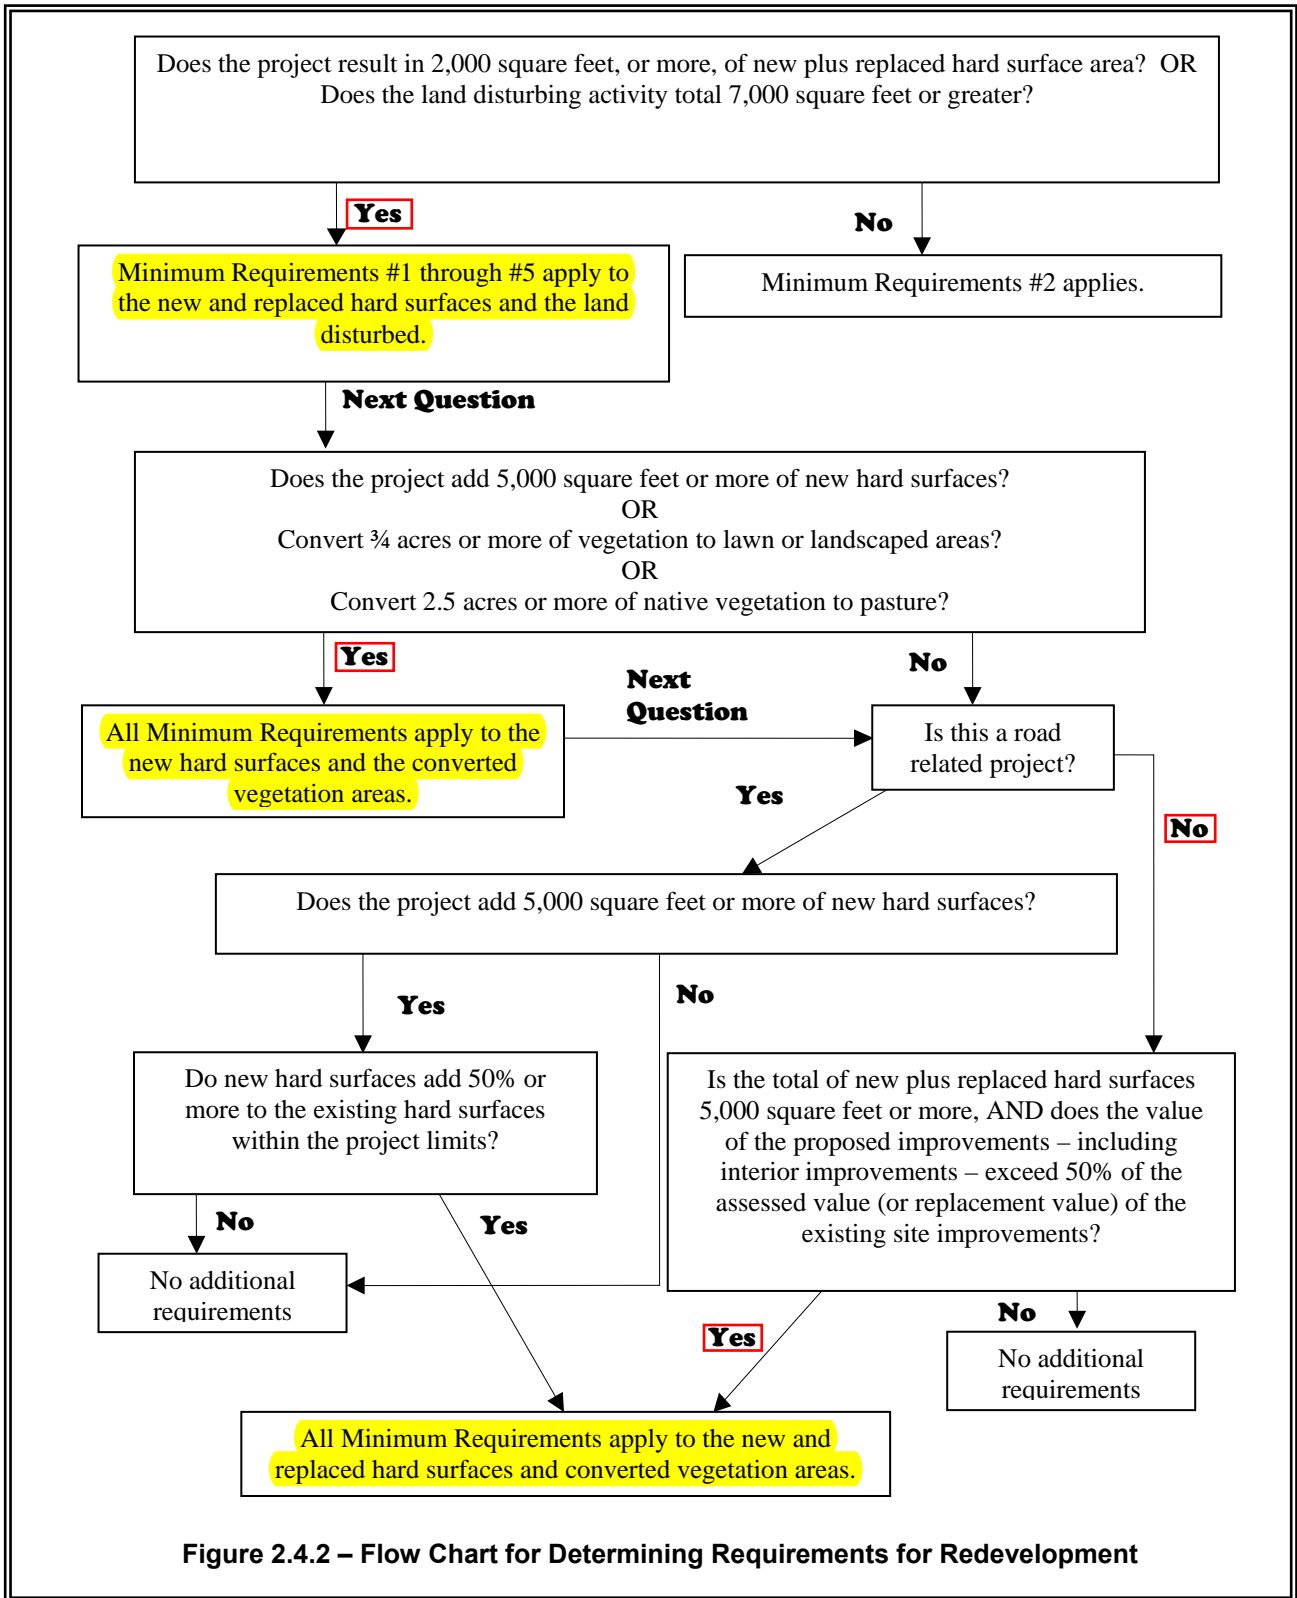 Does the project result in 2,000 square feet, or more, of new plus replaced hard surface area?  OR
Does the land disturbing activity total 7,000 square feet or greater?
Yes
No
Minimum Requirements #1 through #5 apply to
the new and replaced hard surfaces and the land
disturbed.
Minimum Requirements #2 applies.
Next Question
Does the project add 5,000 square feet or more of new hard surfaces?
OR
Convert ¾ acres or more of vegetation to lawn or landscaped areas?
OR
Convert 2.5 acres or more of native vegetation to pasture?
Yes
No
Next
Question
All Minimum Requirements apply to the
new hard surfaces and the converted
vegetation areas.
Is this a road
related project?
Yes
No
Does the project add 5,000 square feet or more of new hard surfaces?
Yes
No
Do new hard surfaces add 50% or
more to the existing hard surfaces
within the project limits?
Is the total of new plus replaced hard surfaces
5,000 square feet or more, AND does the value
of the proposed improvements – including
interior improvements – exceed 50% of the
assessed value (or replacement value) of the
existing site improvements?
No
Yes
No additional
requirements
Yes
No
No additional
requirements
All Minimum Requirements apply to the new and
replaced hard surfaces and converted vegetation areas.
Figure 2.4.2 – Flow Chart for Determining Requirements for Redevelopment